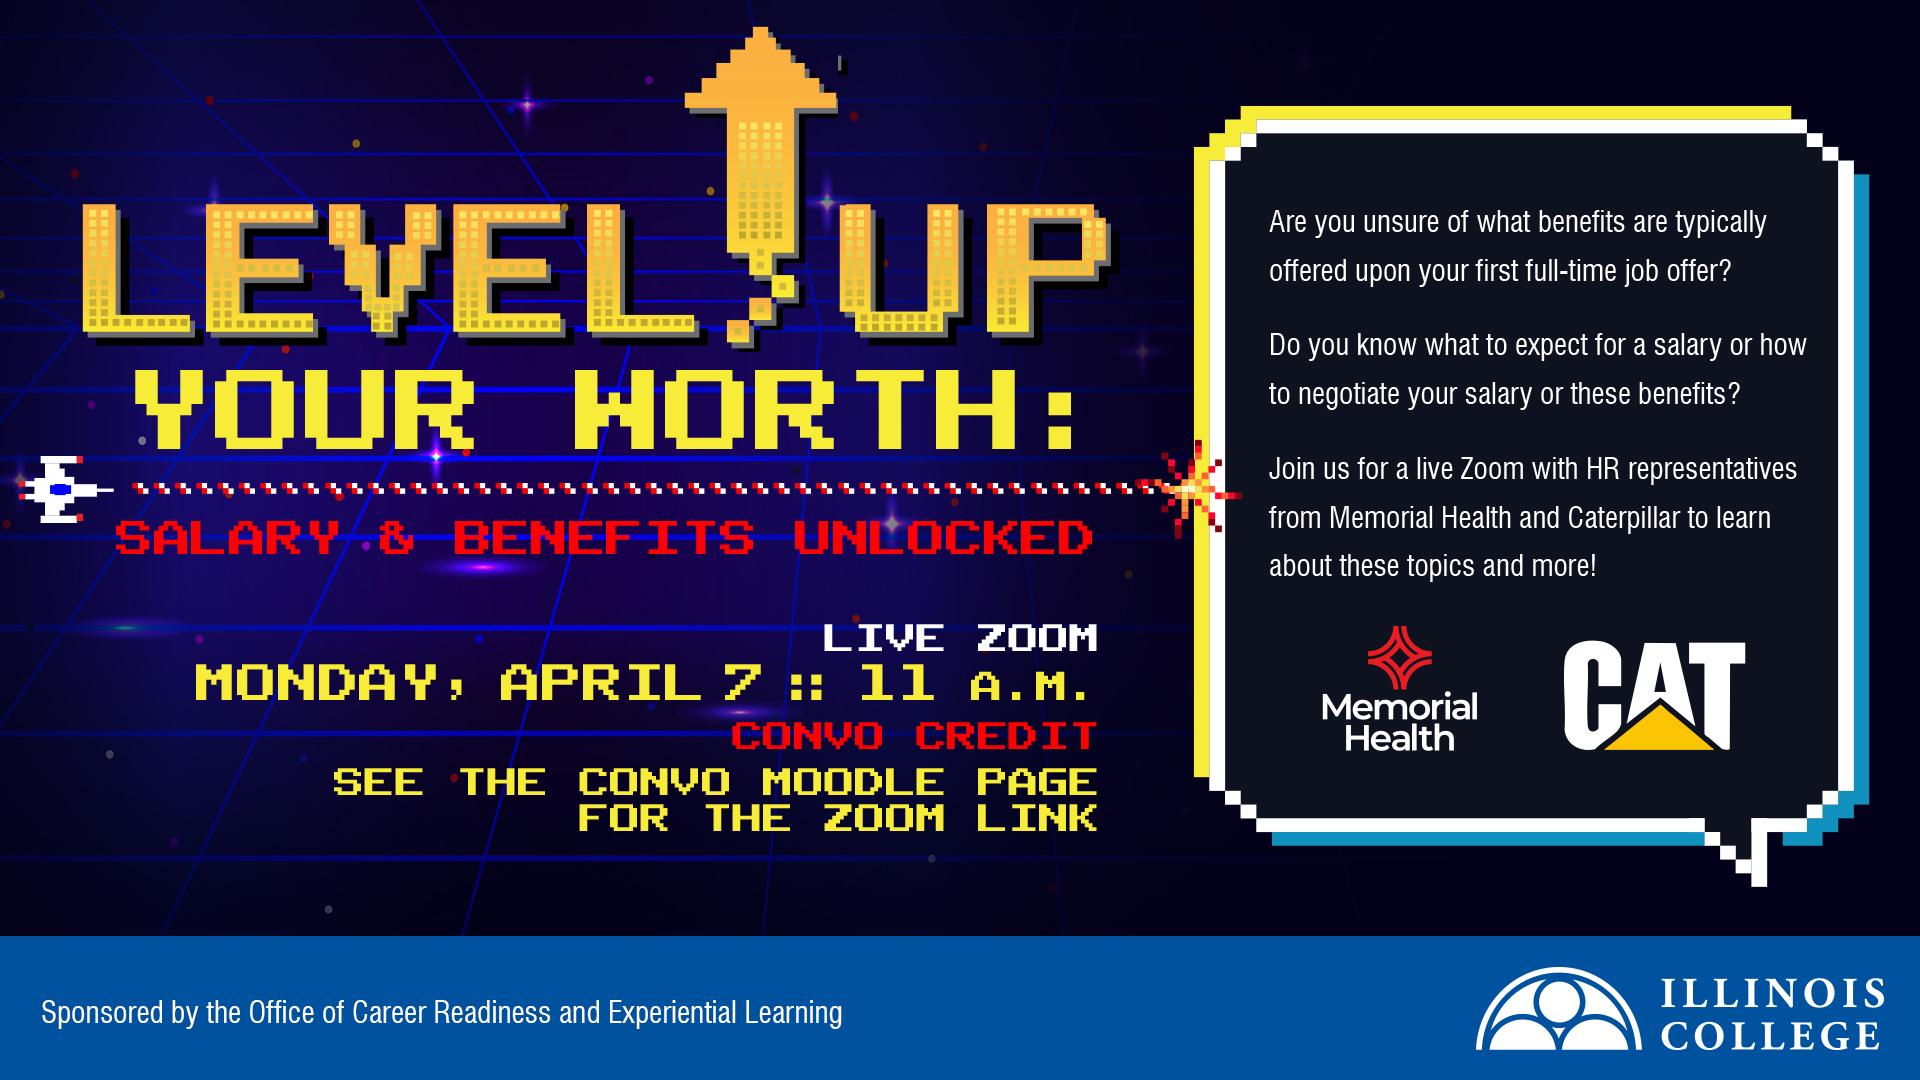 LEVEL UP
YOUR WORTH:
SALARY & BENEFITS UNLOCKED
LIVE ZOOM
MONDAY, APRIL 7 :: 11 A.M.
CONVO CREDIT
SEE THE CONVO MOODLE PAGE
FOR THE ZOOM LINK
Are you unsure of what benefits are typically
offered upon your first full-time job offer?
Do you know what to expect for a salary or how
to negotiate your salary or these benefits?
Join us for a live Zoom with HR representatives
from Memorial Health and Caterpillar to learn
about these topics and more!
Memorial
Health
CAT
Sponsored by the Office of Career Readiness and Experiential Learning
ILLINOIS
COLLEGE